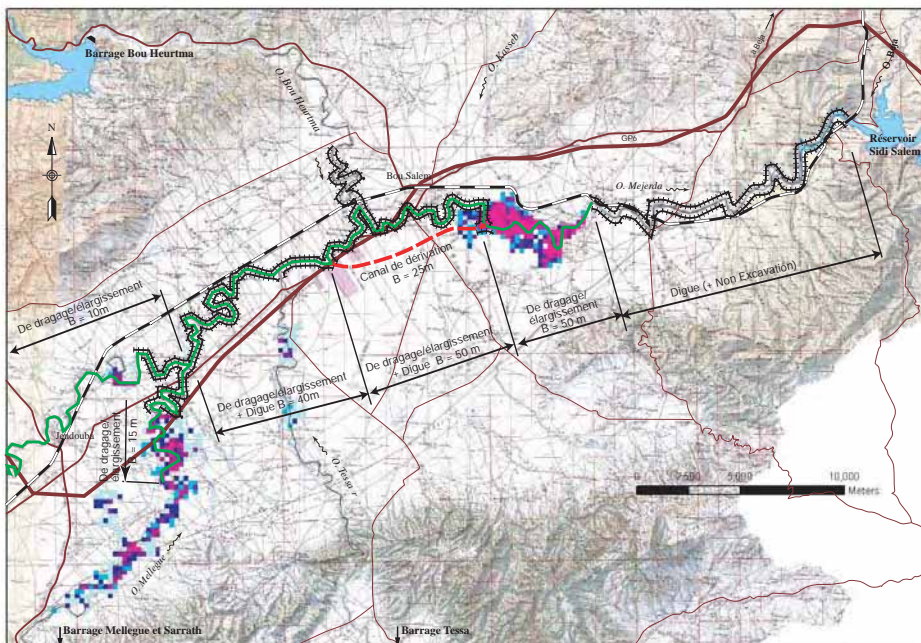 Barrage Bou Heurtma
O. Bou Heurtma
O. Kasseb
à Beja
O. Beja
Réservoir
Sidi Salem
N
GP6
Bou Salem
O. Mejerda
Canal de dérivation
B = 25m
Digue (+ Non Excavation)
De dragage/élargissement
B = 10m
De dragage/
élargissement
B = 50 m
De dragage/élargissement
+ Digue B = 50 m
De dragage/élargissement
+ Digue B = 40m
Jendouba
De dragage/
élargissement
B = 15 m
O. Tessa
0 2,500 5,000 10,000
Meters
O. Mellegue
Barrage Mellegue et Sarrath
Barrage Tessa